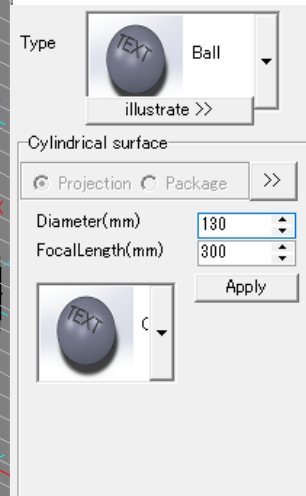 Type
TEXT
Ball
illustrate >>
Cylindrical surface
Projection Package >>
Diameter(mm) 130
FocalLength(mm) 300
Apply
TEXT